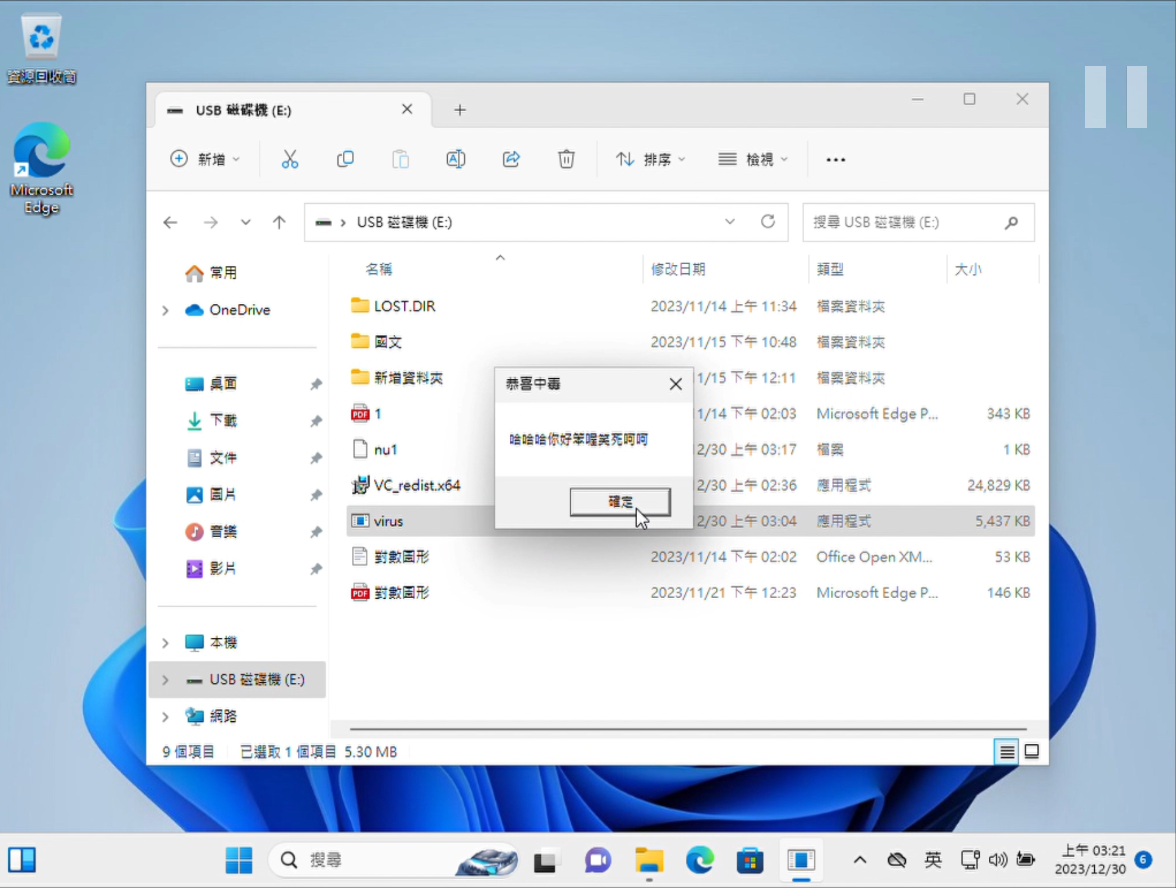 資源回收筒
Microsoft
Edge
USB 磁碟機 (E:)
新增
排序
檢視
USB 磁碟機 (E:)
搜尋 USB 磁碟機 (E:)
常用
OneDrive
桌面
下載
文件
圖片
音樂
影片
本機
USB 磁碟機 (E:)
網路
名稱 修改日期 類型 大小
LOST.DIR 2023/11/14 上午 11:34 檔案資料夾
國文 2023/11/15 下午 10:48 檔案資料夾
新增資料夾 1/15 下午 12:11 檔案資料夾
PDF 1 1/14 下午 02:03 Microsoft Edge P... 343 KB
nu1 2/30 上午 03:17 檔案 1 KB
VC_redist.x64 2/30 上午 02:36 應用程式 24,829 KB
virus 2/30 上午 03:04 應用程式 5,437 KB
對數圖形 2023/11/14 下午 02:02 Office Open XM... 53 KB
PDF 對數圖形 2023/11/21 下午 12:23 Microsoft Edge P... 146 KB
恭喜中毒
哈哈哈你好笨喔笑死呵呵
確定
9 個項目 已選取 1 個項目 5.30 MB
搜尋
英
上午 03:21
2023/12/30
6